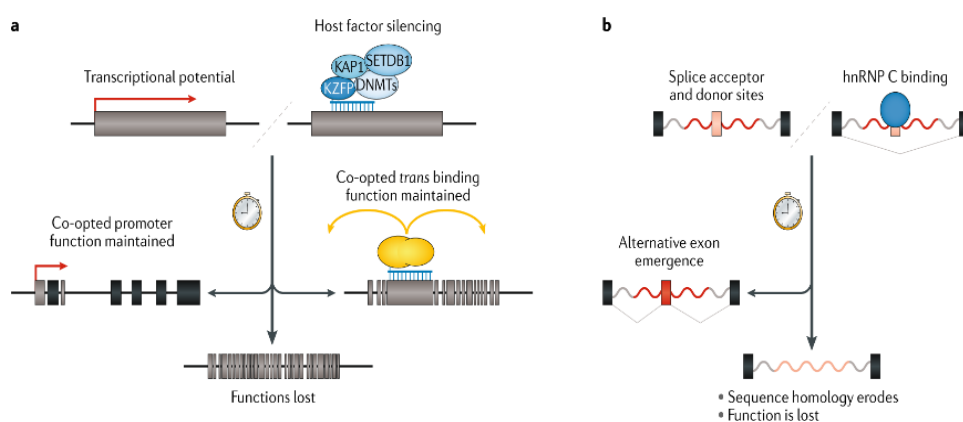 a
Host factor silencing
Transcriptional potential
KAP1
SETDB1
KZFP
DNMTs
Co-opted promoter
function maintained
Co-opted trans binding
function maintained
Functions lost
b
Splice acceptor
and donor sites
hnRNP C binding
Alternative exon
emergence
• Sequence homology erodes
• Function is lost